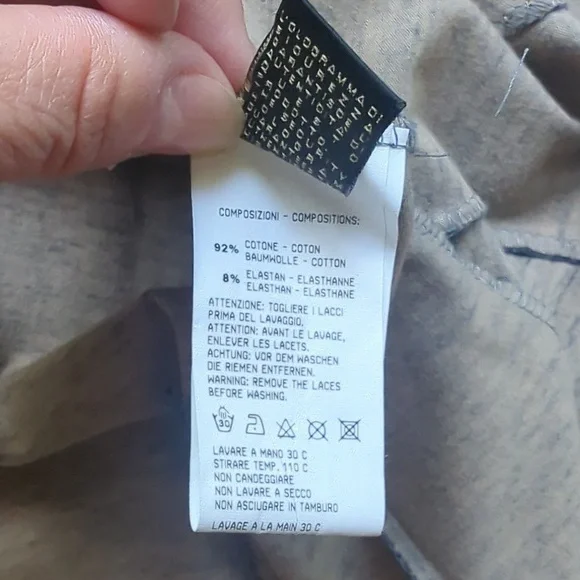 L'OLOGRAMMA DI
COMPOSIZIONI - COMPOSITIONS:
92% COTONE - COTON
BAUMWOLLE - COTTON
8% ELASTAN - ELASTHANNE
ELASTHAN - ELASTHANE
ATTENZIONE: TOGLIERE I LACCI
PRIMA DEL LAVAGGIO,
ATTENTION: AVANT LE LAVAGE,
ENLEVER LES LACETS.
ACHTUNG: VOR DEM WASCHEN
DIE RIEMEN ENTFERNEN.
WARNING: REMOVE THE LACES
BEFORE WASHING.
30
LAVARE A MANO 30 C
STIRARE TEMP. 110 C
NON CANDEGGIARE
NON LAVARE A SECCO
NON ASCIUGARE IN TAMBURO
LAVAGE A LA MAIN 30 C